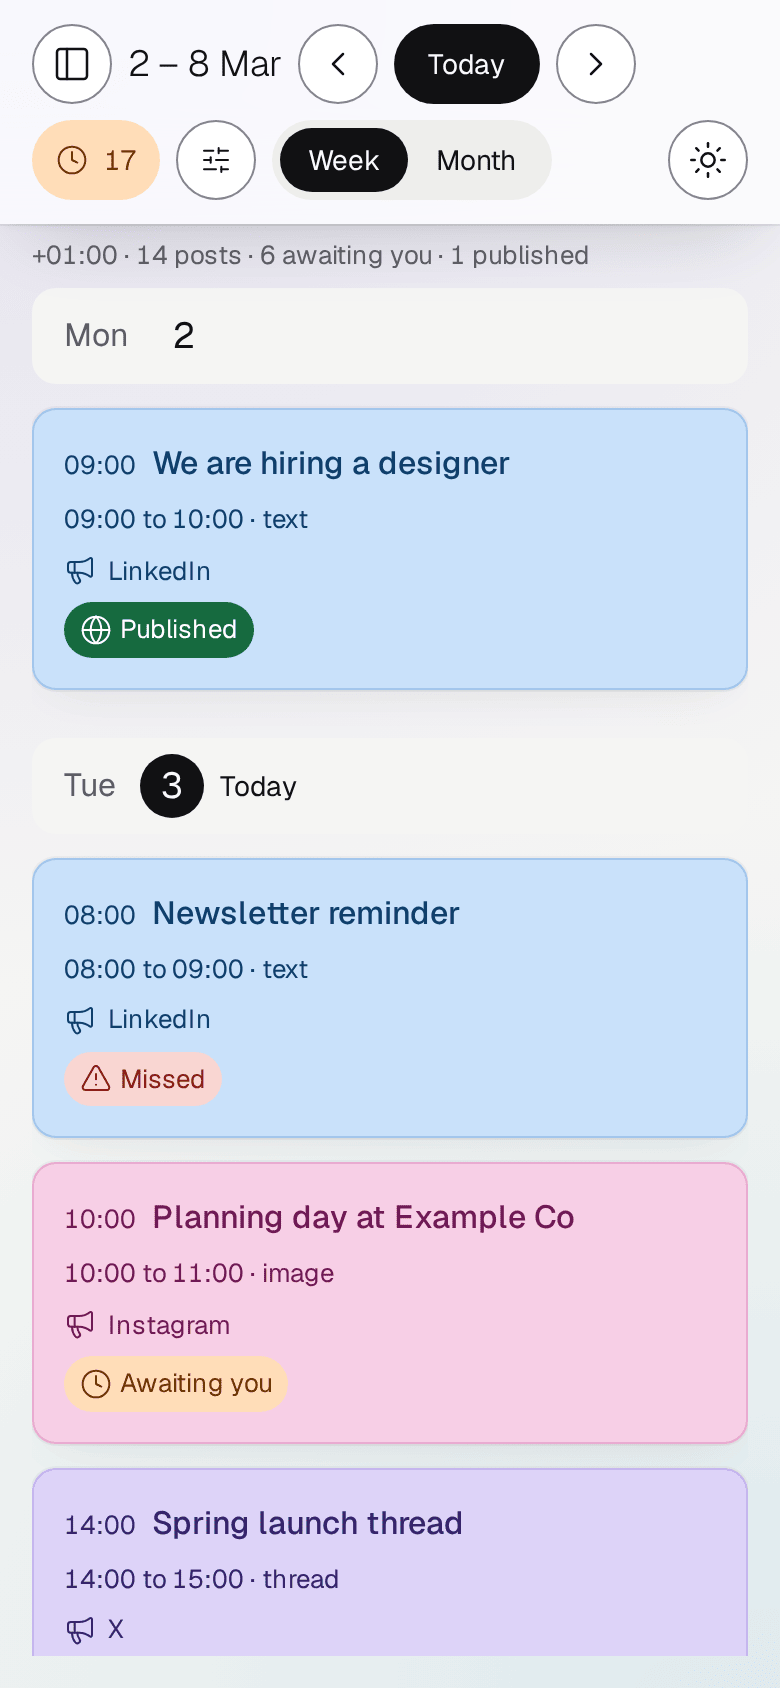 2 – 8 Mar Today
17 Week Month
+01:00 · 14 posts · 6 awaiting you · 1 published
Mon 2
09:00 We are hiring a designer
09:00 to 10:00 · text
LinkedIn
Published
Tue 3 Today
08:00 Newsletter reminder
08:00 to 09:00 · text
LinkedIn
Missed
10:00 Planning day at Example Co
10:00 to 11:00 · image
Instagram
Awaiting you
14:00 Spring launch thread
14:00 to 15:00 · thread
X